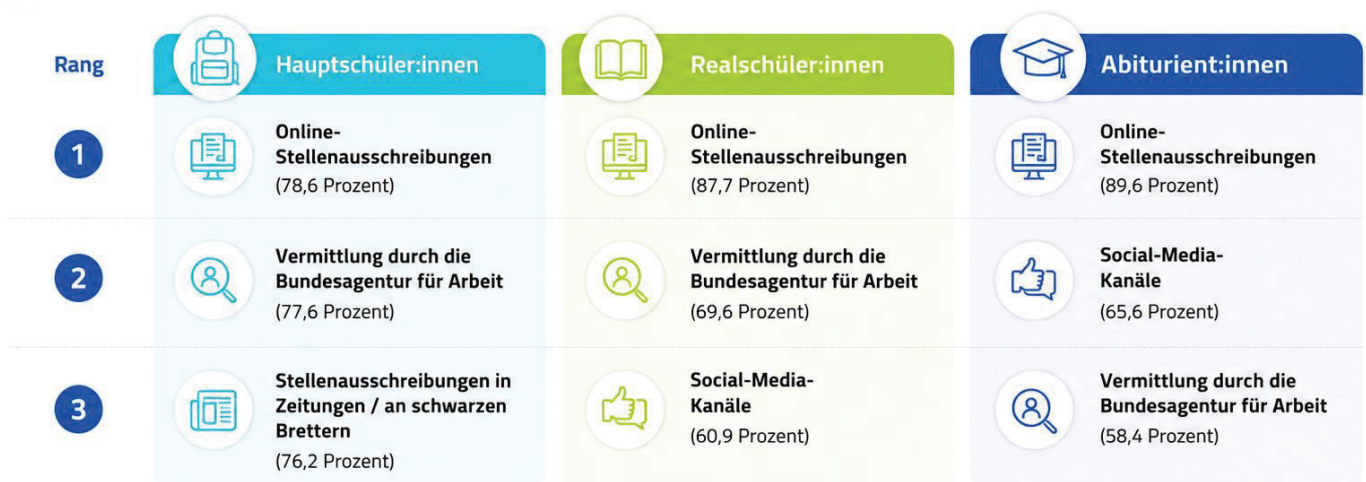 Rang
Hauptschüler:innen
Realschüler:innen
Abiturient:innen
1
Online-
Stellenausschreibungen
(78,6 Prozent)
Online-
Stellenausschreibungen
(87,7 Prozent)
Online-
Stellenausschreibungen
(89,6 Prozent)
2
Vermittlung durch die
Bundesagentur für Arbeit
(77,6 Prozent)
Vermittlung durch die
Bundesagentur für Arbeit
(69,6 Prozent)
Social-Media-
Kanäle
(65,6 Prozent)
3
Stellenausschreibungen in
Zeitungen / an schwarzen
Brettern
(76,2 Prozent)
Social-Media-
Kanäle
(60,9 Prozent)
Vermittlung durch die
Bundesagentur für Arbeit
(58,4 Prozent)